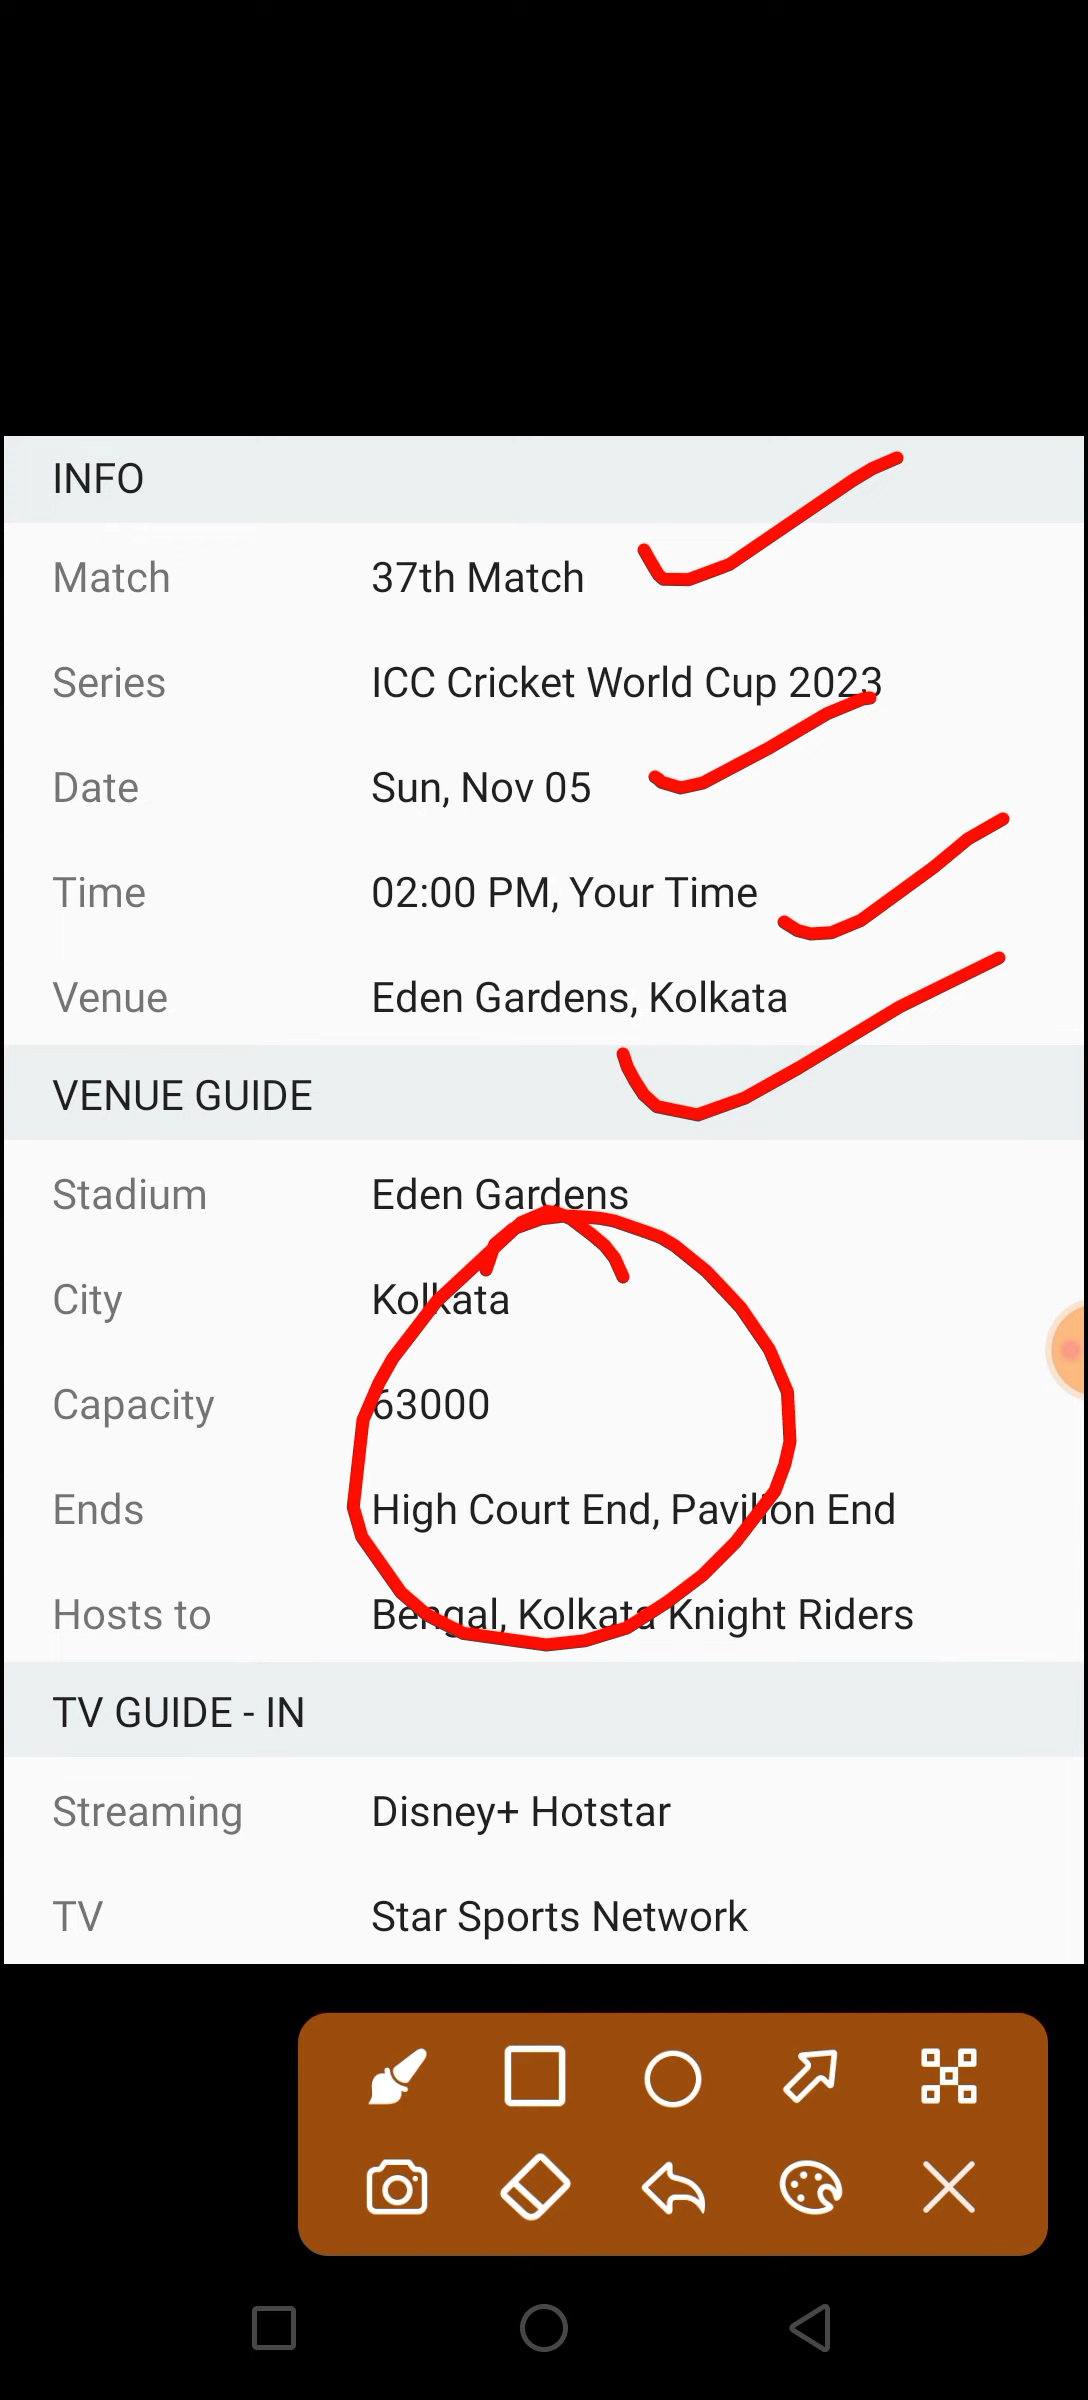 INFO
Match 37th Match
Series ICC Cricket World Cup 2023
Date Sun, Nov 05
Time 02:00 PM, Your Time
Venue Eden Gardens, Kolkata
VENUE GUIDE
Stadium Eden Gardens
City Kolkata
Capacity 63000
Ends High Court End, Pavilion End
Hosts to Bengal, Kolkata Knight Riders
TV GUIDE - IN
Streaming Disney+ Hotstar
TV Star Sports Network